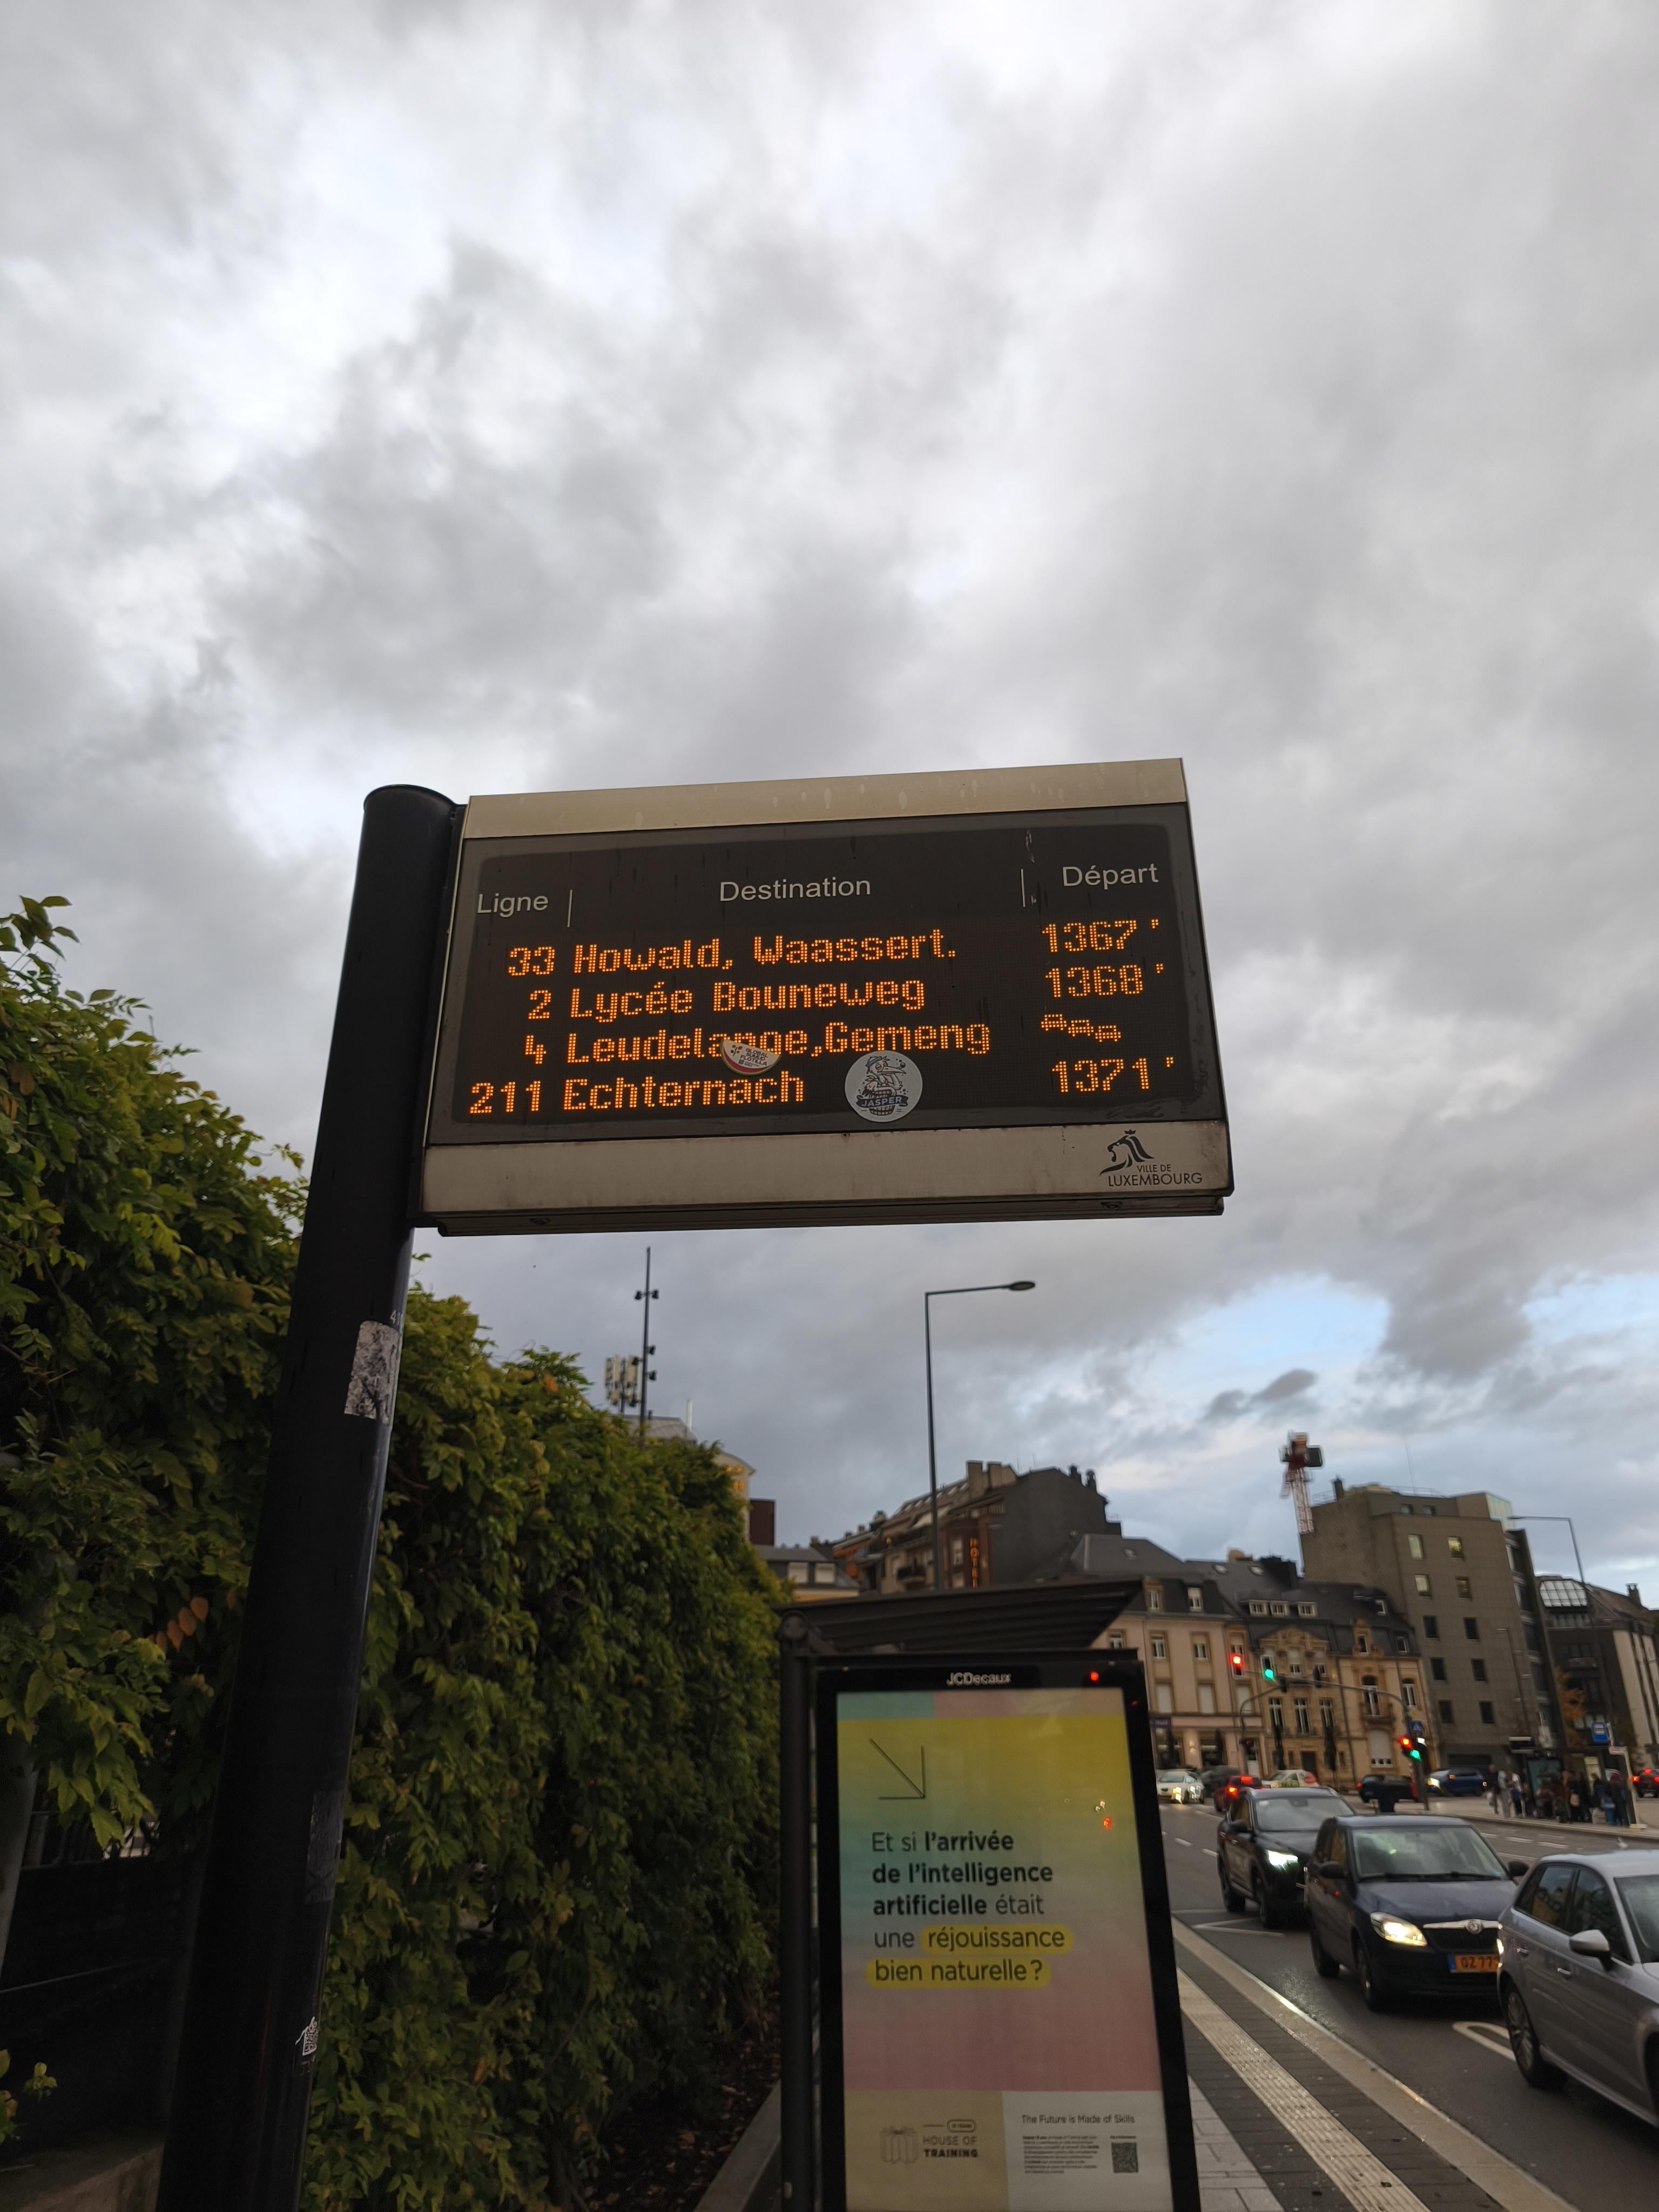 Ligne | Destination | Départ
33 Howald, Waassert. 1367'
2 Lycée Bouneweg 1368'
4 Leudelange,Gemeng
211 Echternach 1371'
JASPER
VILLE DE
LUXEMBOURG
HOTEL
JCDecaux
Et si l'arrivée
de l'intelligence
artificielle était
une réjouissance
bien naturelle ?
HOUSE OF
TRAINING
The Future is Made of Skills